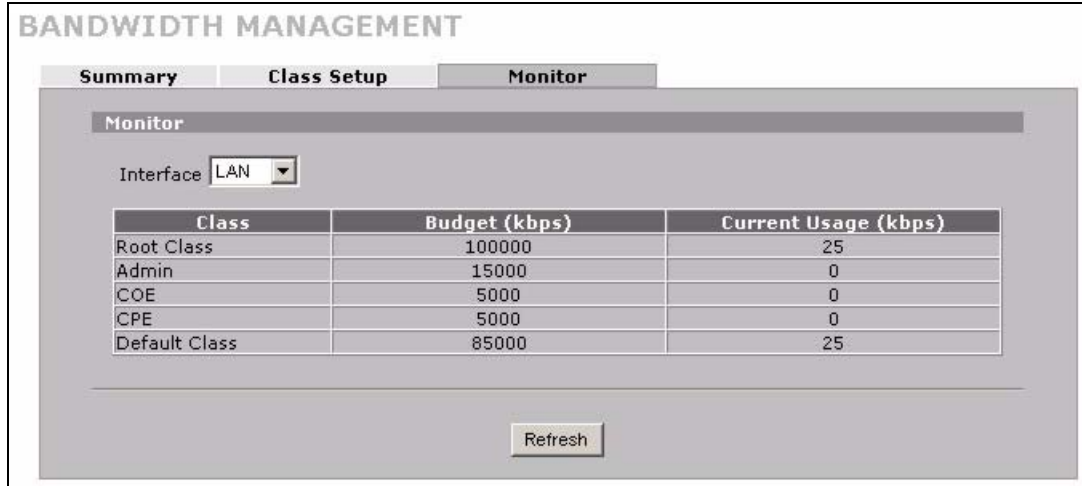 BANDWIDTH MANAGEMENT
Summary Class Setup Monitor
Monitor
Interface LAN
Class Budget (kbps) Current Usage (kbps)
Root Class 100000 25
Admin 15000 0
COE 5000 0
CPE 5000 0
Default Class 85000 25
Refresh